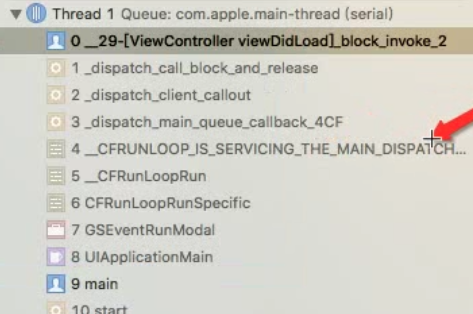 Thread 1 Queue: com.apple.main-thread (serial)
0 __29-[ViewController viewDidLoad]_block_invoke_2
1 _dispatch_call_block_and_release
2 _dispatch_client_callout
3 _dispatch_main_queue_callback_4CF
4 __CFRUNLOOP_IS_SERVICING_THE_MAIN_DISPATCH...
5 __CFRunLoopRun
6 CFRunLoopRunSpecific
7 GSEventRunModal
8 UIApplicationMain
9 main
10 start